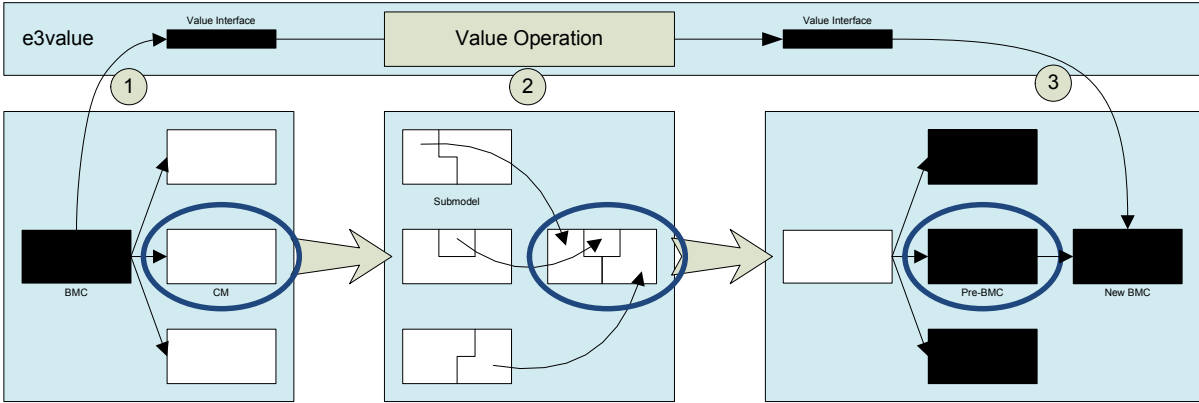 Value Interface
Value Interface
e3value
Value Operation
1
2
3
Submodel
BMC
CM
Pre-BMC
New BMC